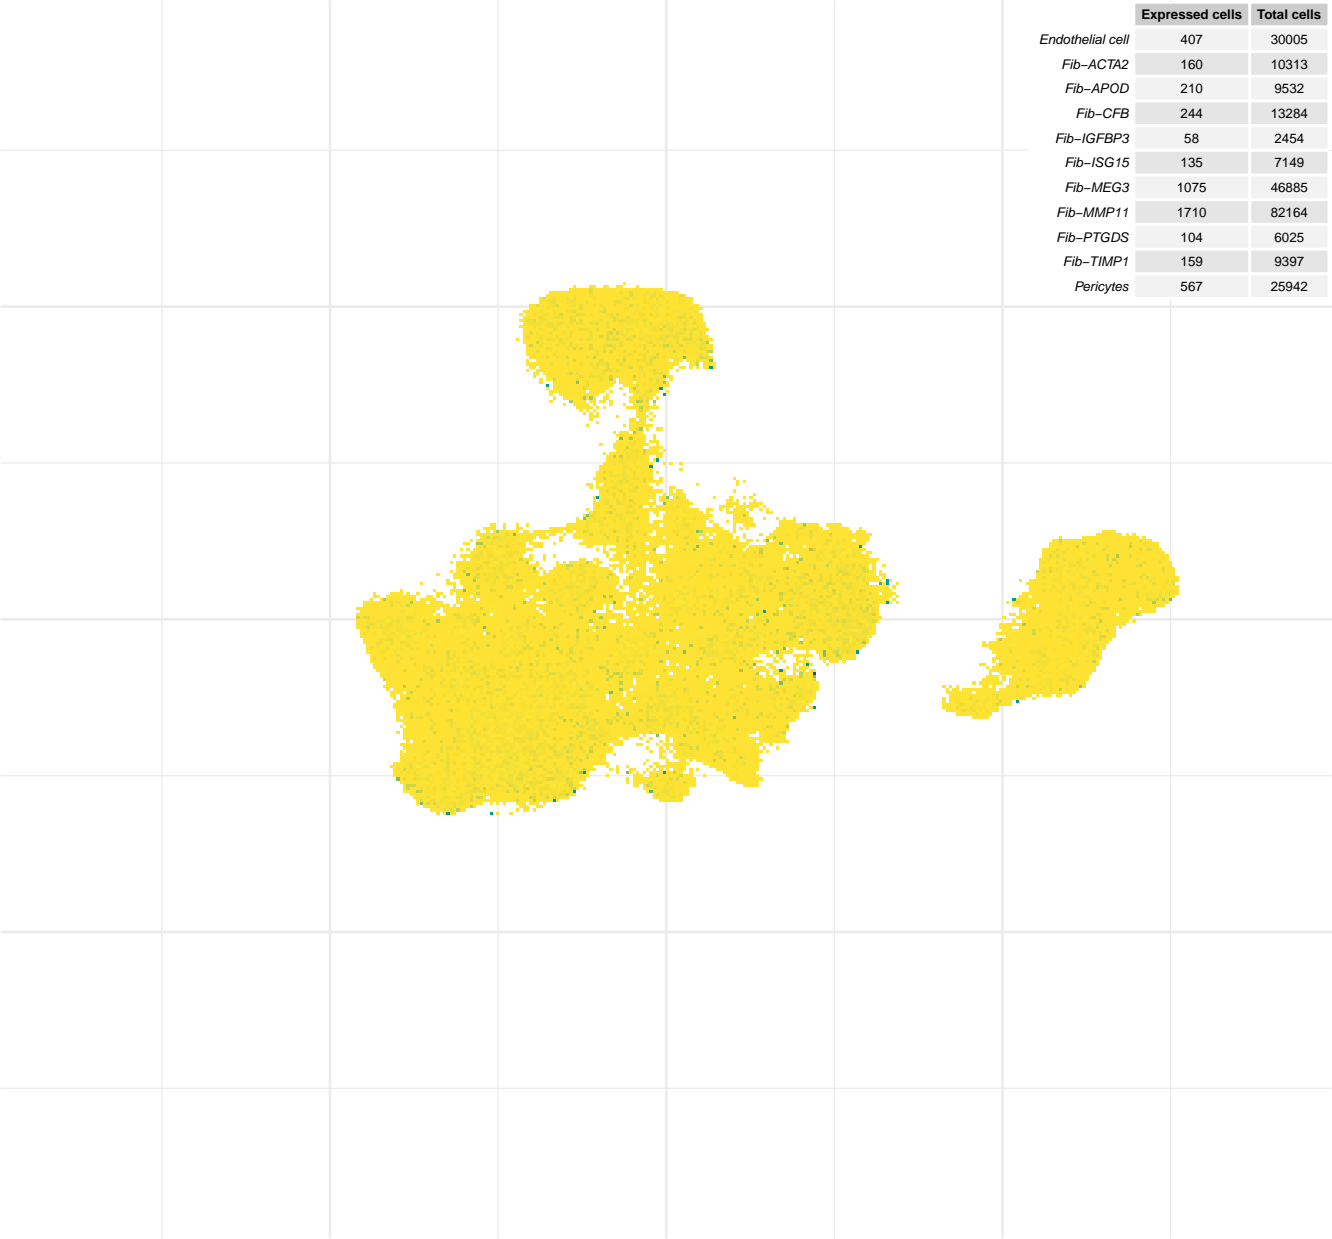 Expressed cells Total cells
Endothelial cell 407 30005
Fib−ACTA2 160 10313
Fib−APOD 210 9532
Fib−CFB 244 13284
Fib−IGFBP3 58 2454
Fib−ISG15 135 7149
Fib−MEG3 1075 46885
Fib−MMP11 1710 82164
Fib−PTGDS 104 6025
Fib−TIMP1 159 9397
Pericytes 567 25942